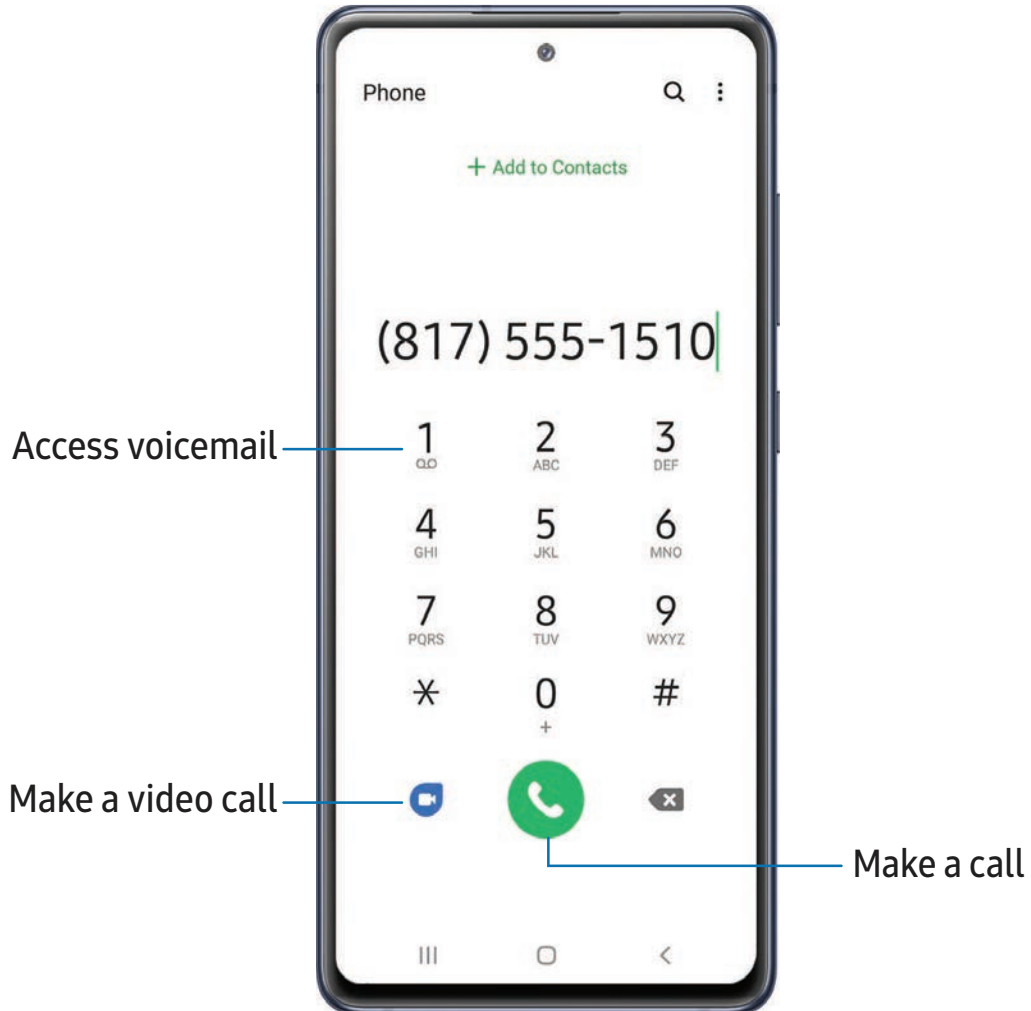 Phone
+ Add to Contacts
(817) 555-1510
Access voicemail
1 2 3
ABC DEF
4 5 6
GHI JKL MNO
7 8 9
PQRS TUV WXYZ
* 0 #
+
Make a video call
Make a call